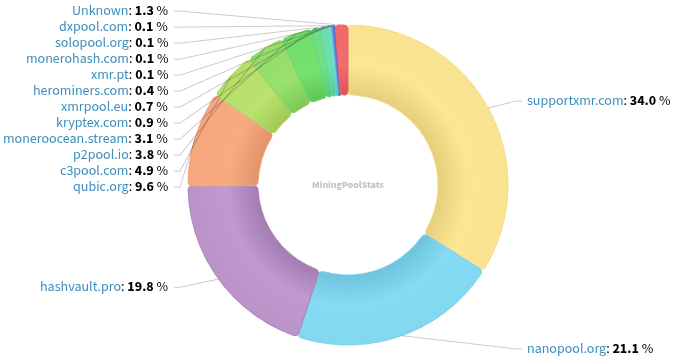 Unknown: 1.3 %
dxpool.com: 0.1 %
solopool.org: 0.1 %
monerohash.com: 0.1 %
xmr.pt: 0.1 %
herominers.com: 0.4 %
xmrpool.eu: 0.7 %
kryptex.com: 0.9 %
moneroocean.stream: 3.1 %
p2pool.io: 3.8 %
c3pool.com: 4.9 %
qubic.org: 9.6 %
hashvault.pro: 19.8 %
supportxmr.com: 34.0 %
MiningPoolStats
nanopool.org: 21.1 %